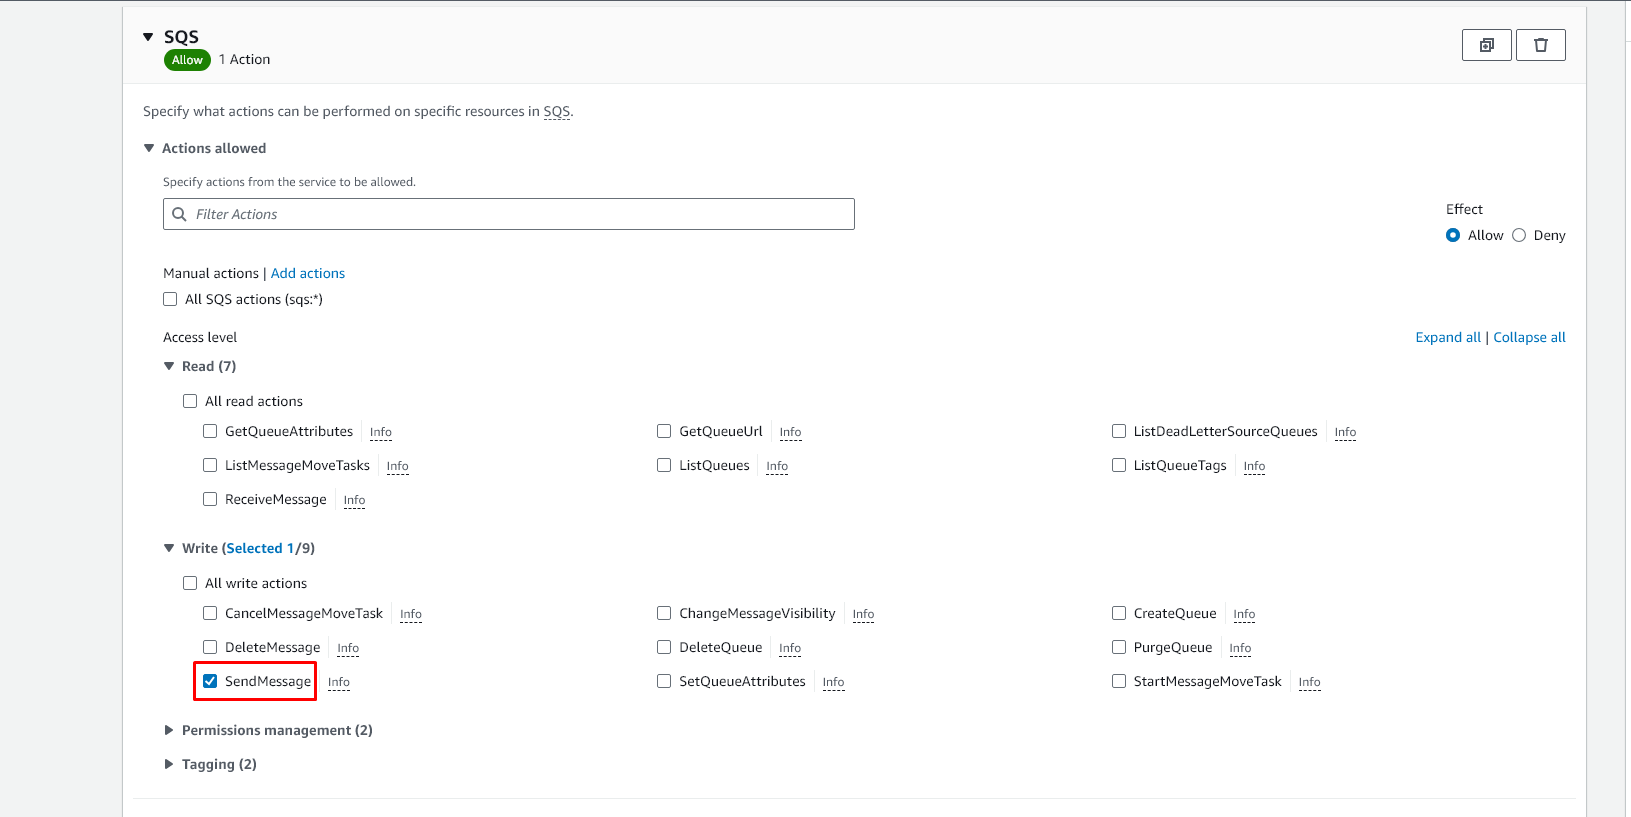 SQS
Allow 1 Action
Specify what actions can be performed on specific resources in SQS.
Actions allowed
Specify actions from the service to be allowed.
Filter Actions
Effect
Allow Deny
Manual actions | Add actions
All SQS actions (sqs:*)
Access level
Expand all | Collapse all
Read (7)
All read actions
GetQueueAttributes Info GetQueueUrl Info ListDeadLetterSourceQueues Info
ListMessageMoveTasks Info ListQueues Info ListQueueTags Info
ReceiveMessage Info
Write (Selected 1/9)
All write actions
CancelMessageMoveTask Info ChangeMessageVisibility Info CreateQueue Info
DeleteMessage Info DeleteQueue Info PurgeQueue Info
SendMessage Info SetQueueAttributes Info StartMessageMoveTask Info
Permissions management (2)
Tagging (2)